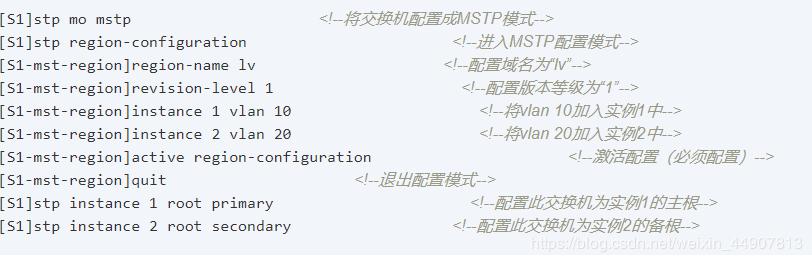 [S1]stp mo mstp <!--将交换机配置成MSTP模式-->
[S1]stp region-configuration <!--进入MSTP配置模式-->
[S1-mst-region]region-name lv <!--配置域名为“lv”-->
[S1-mst-region]revision-level 1 <!--配置版本等级为“1”-->
[S1-mst-region]instance 1 vlan 10 <!--将vlan 10加入实例1中-->
[S1-mst-region]instance 2 vlan 20 <!--将vlan 20加入实例2中-->
[S1-mst-region]active region-configuration <!--激活配置（必须配置）-->
[S1-mst-region]quit <!--退出配置模式-->
[S1]stp instance 1 root primary <!--配置此交换机为实例1的主根-->
[S1]stp instance 2 root secondary <!--配置此交换机为实例2的备根-->
https://blog.csdn.net/weixin_44907813